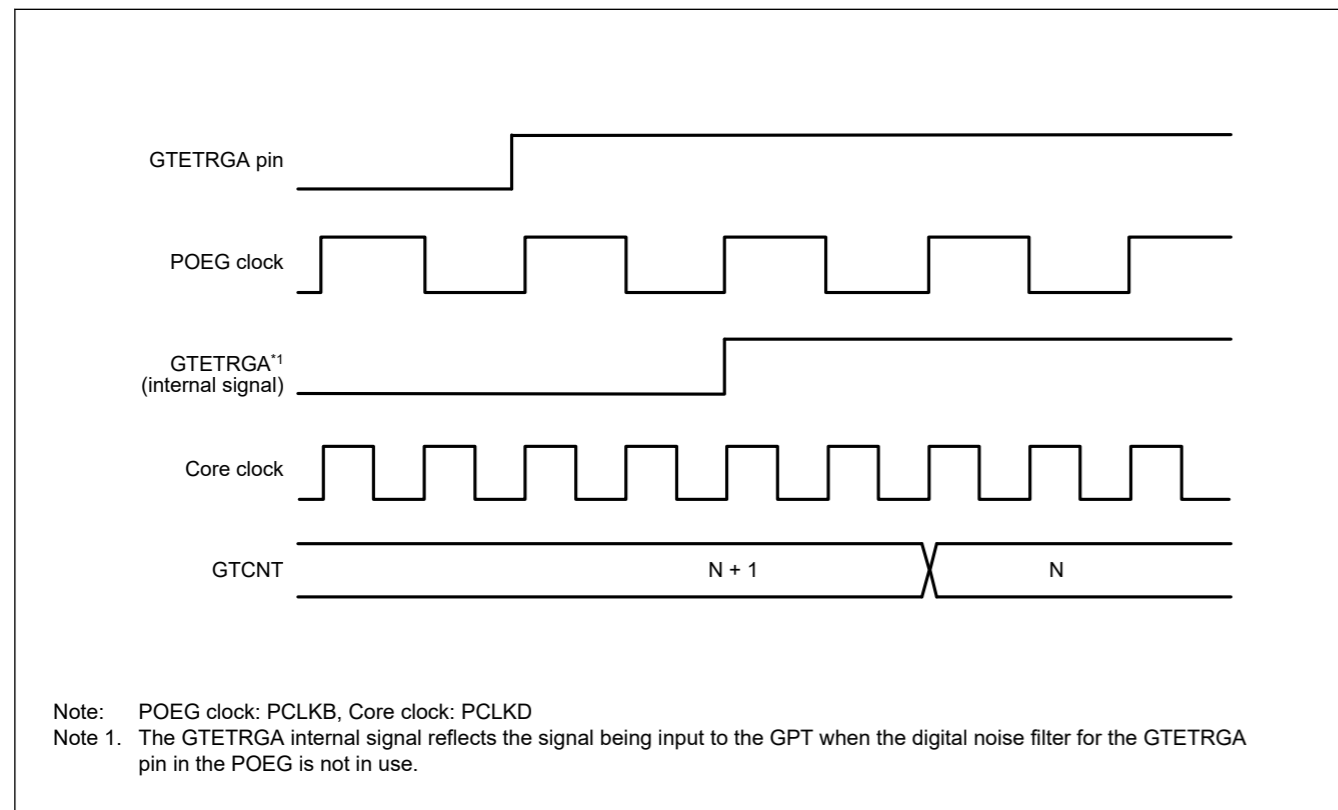 GTETRGA pin
POEG clock
GTETRGA*1
(internal signal)
Core clock
GTCNT
N + 1
N
Note: POEG clock: PCLKB, Core clock: PCLKD
Note 1. The GTETRGA internal signal reflects the signal being input to the GPT when the digital noise filter for the GTETRGA
pin in the POEG is not in use.